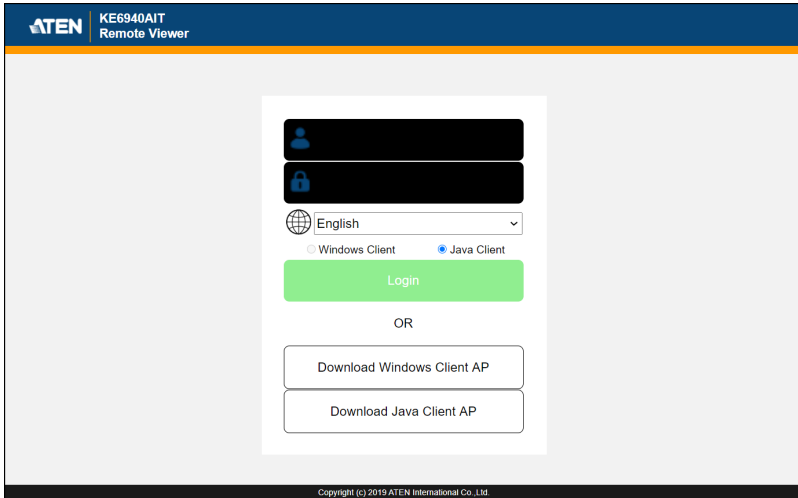 ATEN
KE6940AIT
Remote Viewer
English
Windows Client Java Client
Login
OR
Download Windows Client AP
Download Java Client AP
Copyright (c) 2019 ATEN International Co.,Ltd.